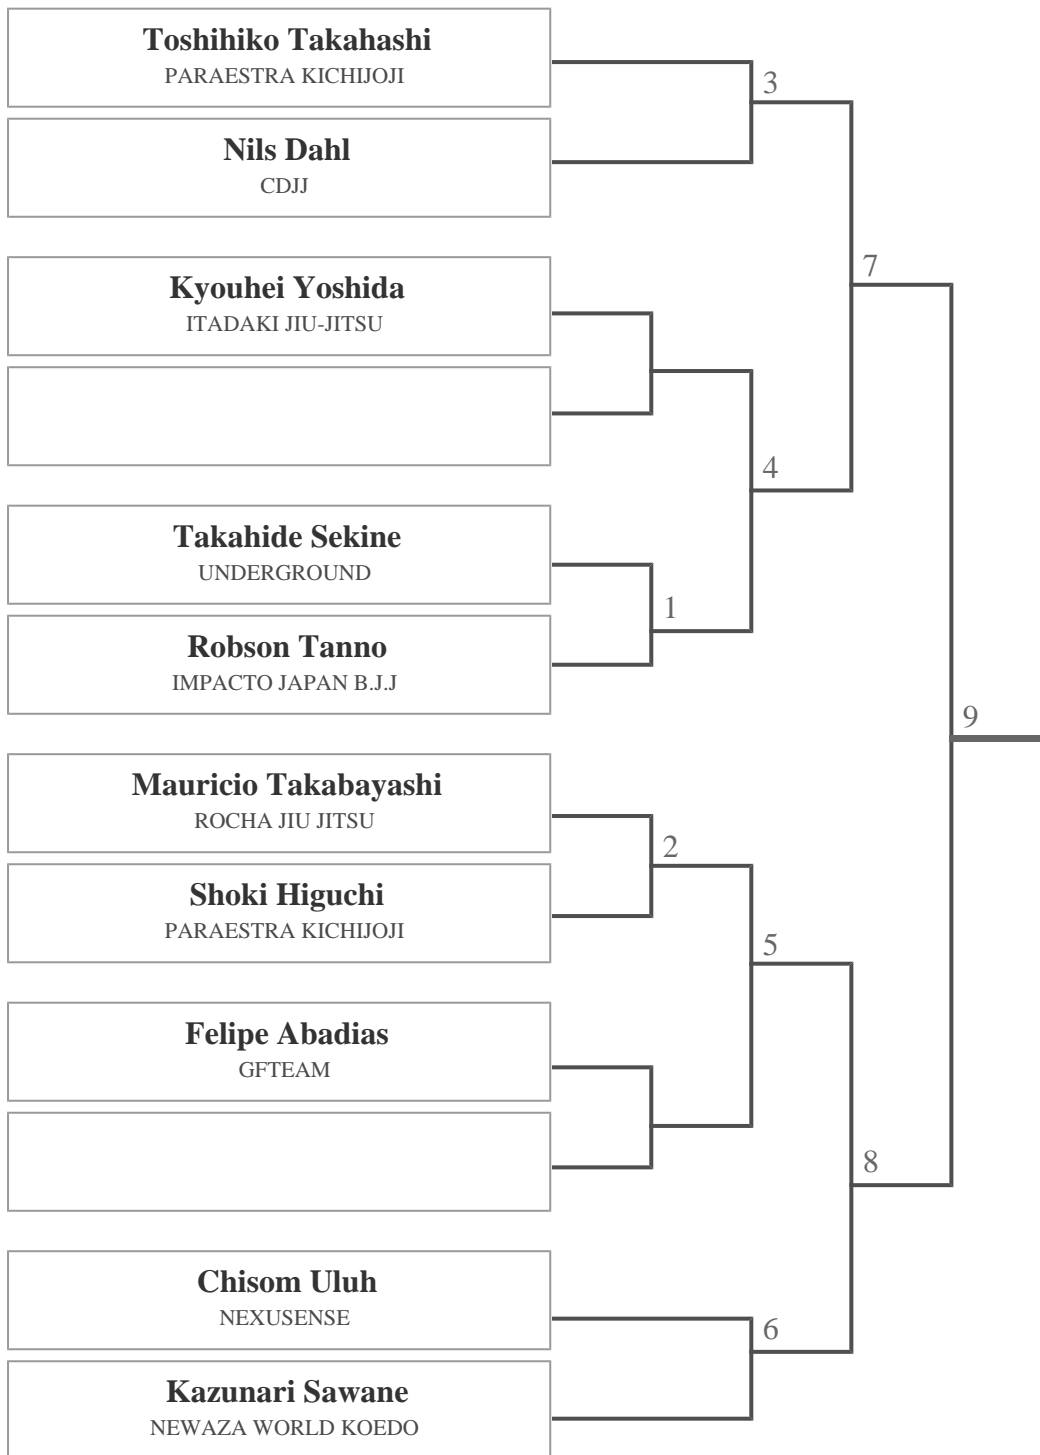 Toshihiko Takahashi
PARAESTRA KICHIJOJI
3
Nils Dahl
CDJJ
Kyouhei Yoshida
ITADAKI JIU-JITSU
7
4
Takahide Sekine
UNDERGROUND
1
Robson Tanno
IMPACTO JAPAN B.J.J
9
Mauricio Takabayashi
ROCHA JIU JITSU
2
Shoki Higuchi
PARAESTRA KICHIJOJI
5
Felipe Abadias
GFTEAM
8
Chisom Uluh
NEXUSENSE
6
Kazunari Sawane
NEWAZA WORLD KOEDO